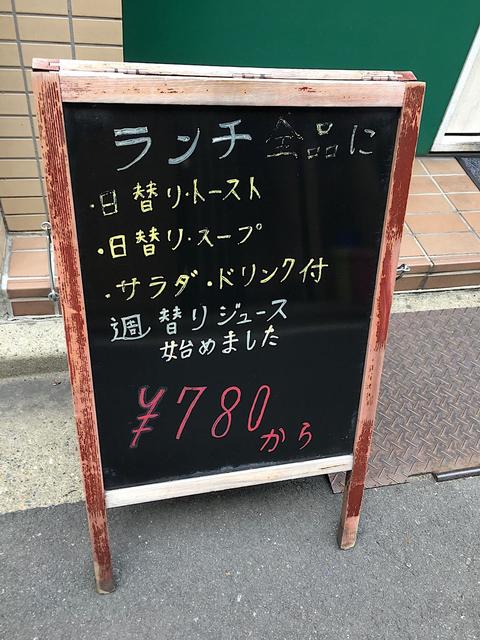 ランチ全品に
・日替り・トースト
・日替り・スープ
・サラダ・ドリンク付
週替りジュース
始めました
¥780
から